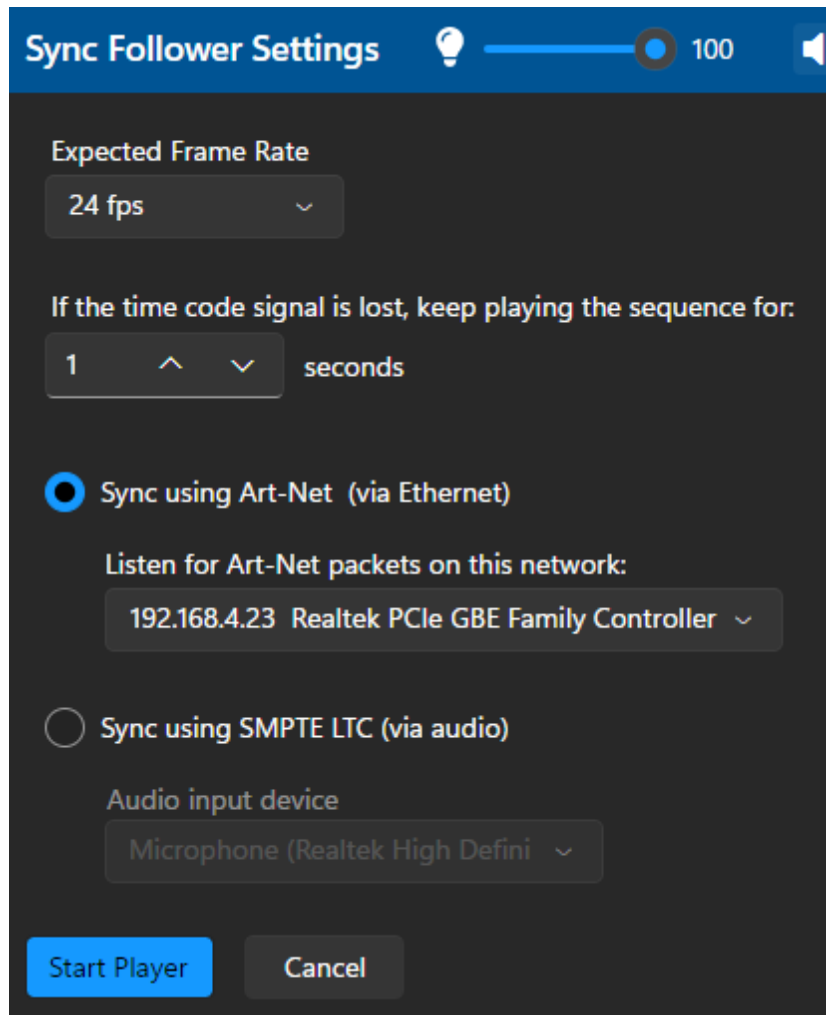 Sync Follower Settings 100
Expected Frame Rate
24 fps
If the time code signal is lost, keep playing the sequence for:
1 seconds
Sync using Art-Net (via Ethernet)
Listen for Art-Net packets on this network:
192.168.4.23 Realtek PCIe GBE Family Controller
Sync using SMPTE LTC (via audio)
Audio input device
Microphone (Realtek High Defini
Start Player Cancel